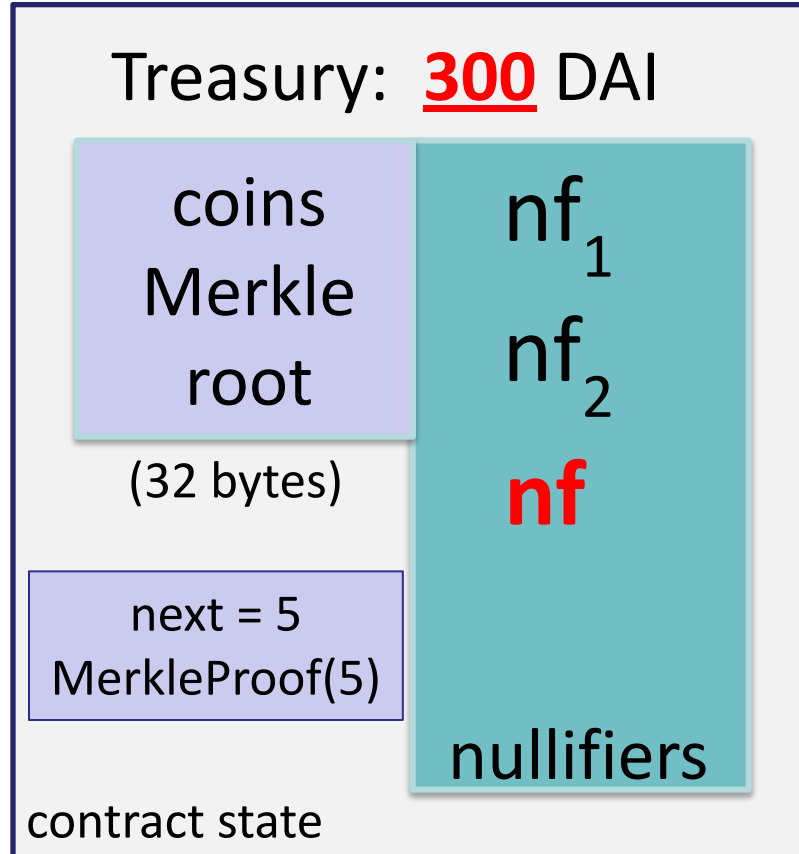 Treasury: 300 DAI
coins
Merkle
root
(32 bytes)
nf1
nf2
nf
nullifiers
next = 5
MerkleProof(5)
contract state